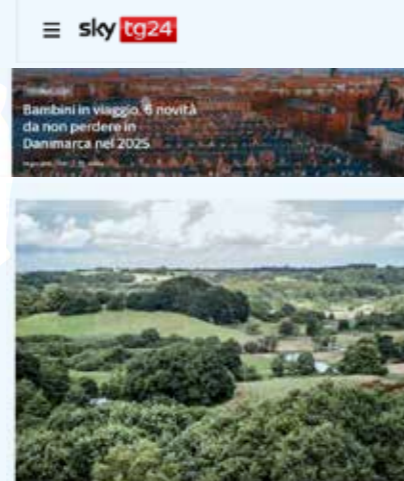 sky tg24
Bambini in viaggio, 6 novità
da non perdere in
Danimarca nel 2025